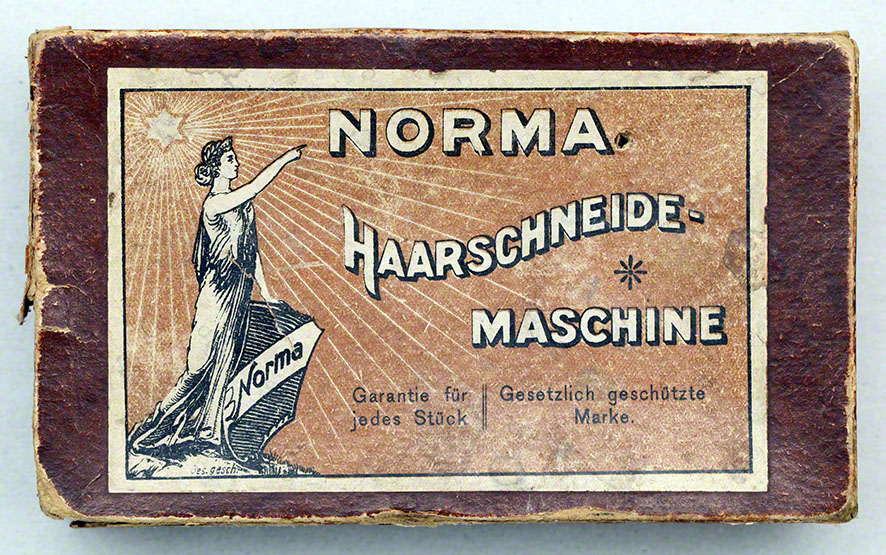 NORMA.
HAARSCHNEIDE-
MASCHINE
Garantie für
jedes Stück
Gesetzlich geschützte
Marke.
Norma
Ges. gesch.